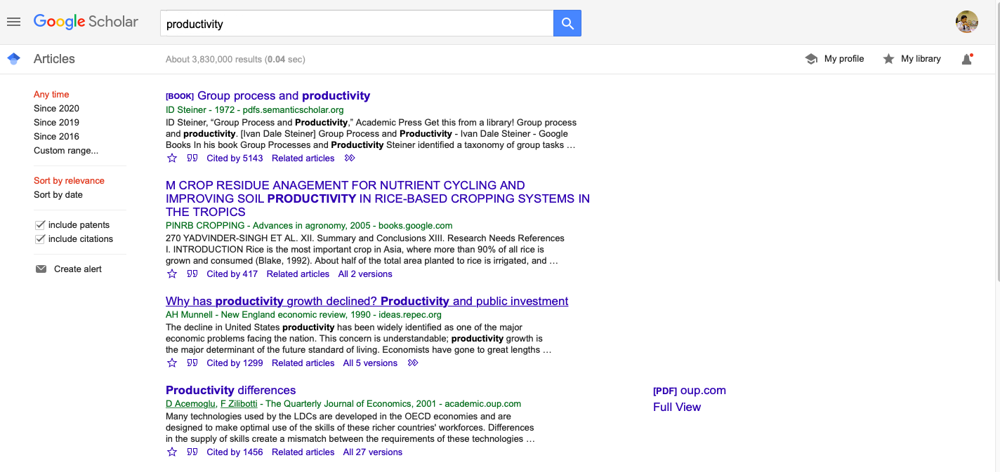 Google Scholar
productivity
Articles
About 3,830,000 results (0.04 sec)
My profile
My library
Any time
Since 2020
Since 2019
Since 2016
Custom range...
Sort by relevance
Sort by date
include patents
include citations
Create alert
[BOOK] Group process and productivity
ID Steiner - 1972 - pdfs.semanticscholar.org
ID Steiner, “Group Process and Productivity,” Academic Press Get this from a library! Group process
and productivity. [Ivan Dale Steiner] Group Process and Productivity - Ivan Dale Steiner - Google
Books In his book Group Processes and Productivity Steiner identified a taxonomy of group tasks …
Cited by 5143 Related articles
M CROP RESIDUE ANAGEMENT FOR NUTRIENT CYCLING AND
IMPROVING SOIL PRODUCTIVITY IN RICE-BASED CROPPING SYSTEMS IN
THE TROPICS
PINRB CROPPING - Advances in agronomy, 2005 - books.google.com
270 YADVINDER-SINGH ET AL. XII. Summary and Conclusions XIII. Research Needs References
I. INTRODUCTION Rice is the most important crop in Asia, where more than 90% of all rice is
grown and consumed (Blake, 1992). About half of the total area planted to rice is irrigated, and …
Cited by 417 Related articles All 2 versions
Why has productivity growth declined? Productivity and public investment
AH Munnell - New England economic review, 1990 - ideas.repec.org
The decline in United States productivity has been widely identified as one of the major
economic problems facing the nation. This concern is understandable; productivity growth is
the major determinant of the future standard of living. Economists have gone to great lengths …
Cited by 1299 Related articles All 5 versions
Productivity differences
D Acemoglu, F Zilibotti - The Quarterly Journal of Economics, 2001 - academic.oup.com
Many technologies used by the LDCs are developed in the OECD economies and are
designed to make optimal use of the skills of these richer countries' workforces. Differences
in the supply of skills create a mismatch between the requirements of these technologies …
Cited by 1456 Related articles All 27 versions
[PDF] oup.com
Full View